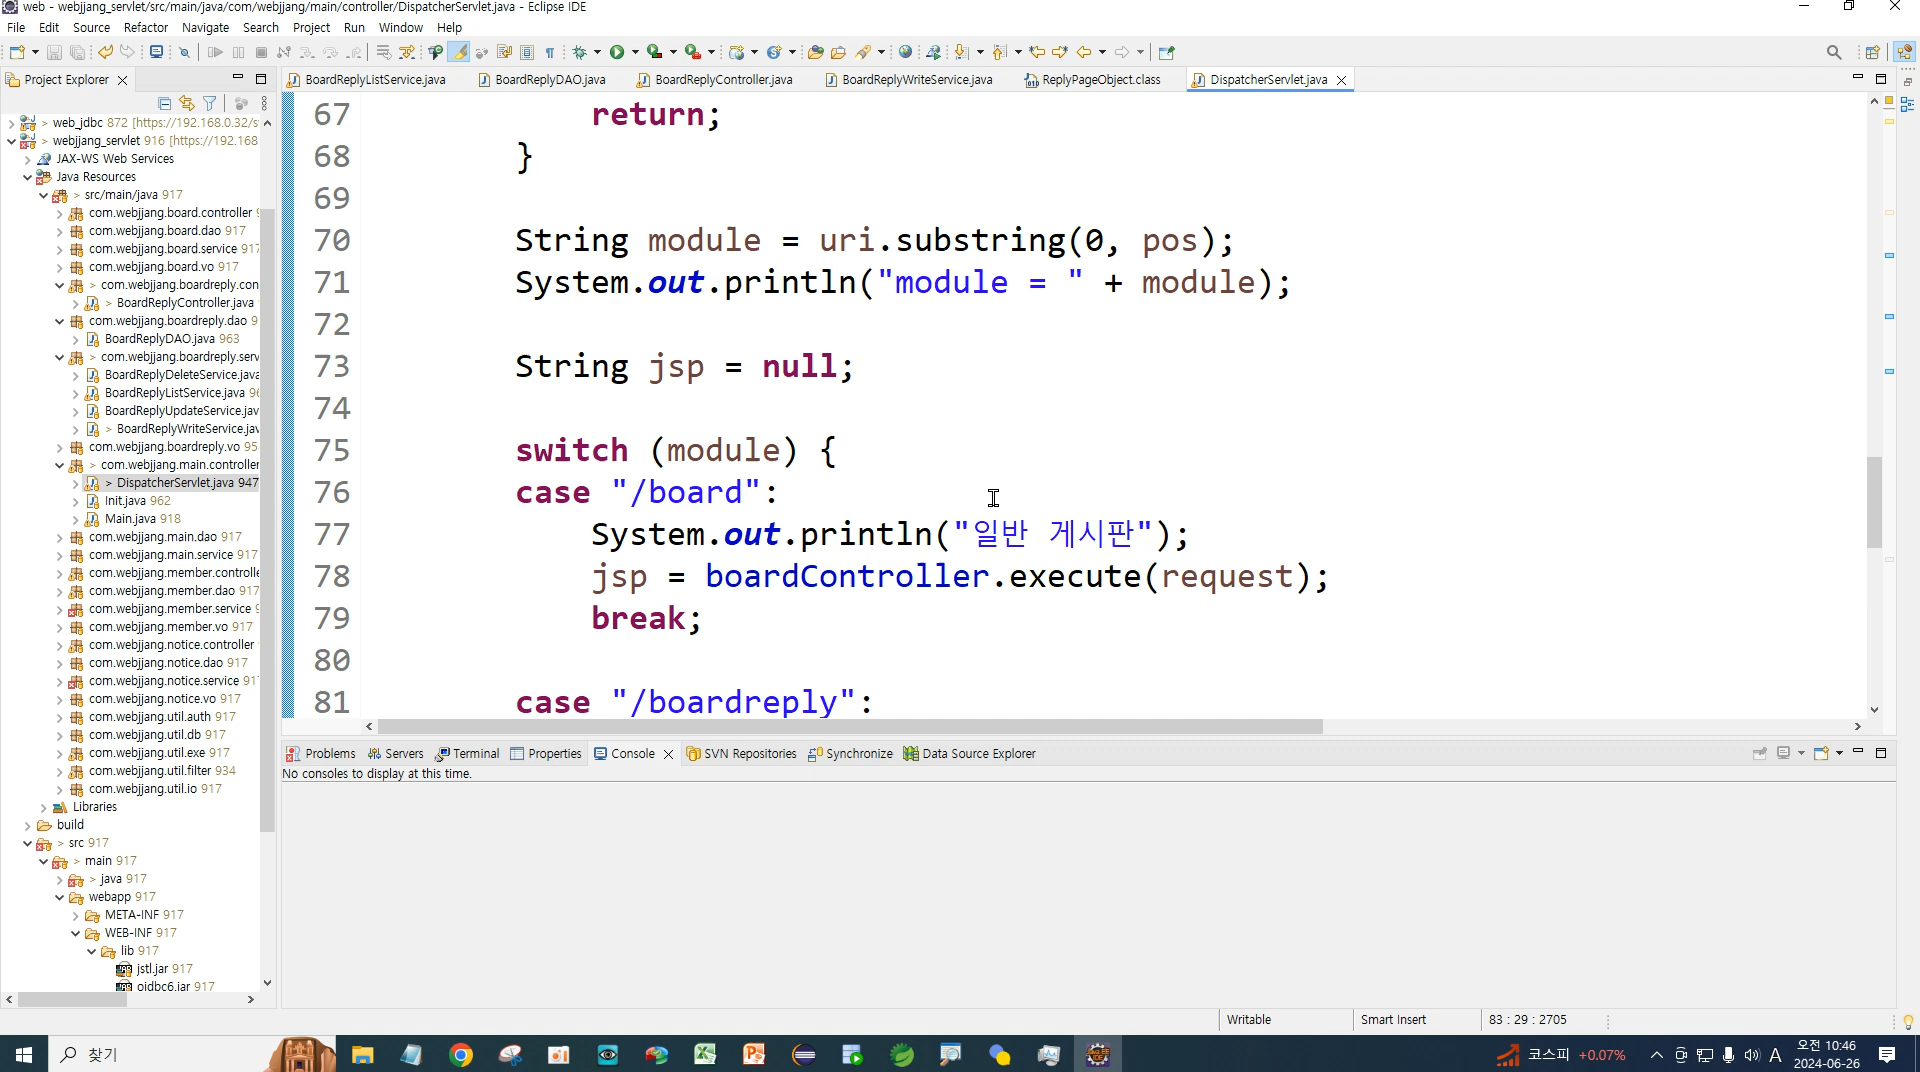 web - webjjang_servlet/src/main/java/com/webjjang/main/controller/DispatcherServlet.java - Eclipse IDE
File Edit Source Refactor Navigate Search Project Run Window Help
Project Explorer
BoardReplyListService.java BoardReplyDAO.java BoardReplyController.java BoardReplyWriteService.java ReplyPageObject.class DispatcherServlet.java
> web_jdbc 872 [https://192.168.0.32/s
> webjjang_servlet 916 [https://192.168
JAX-WS Web Services
Java Resources
> src/main/java 917
com.webjjang.board.controller
com.webjjang.board.dao 917
com.webjjang.board.service 917
com.webjjang.board.vo 917
> com.webjjang.boardreply.con
> BoardReplyController.java
com.webjjang.boardreply.dao 9
BoardReplyDAO.java 963
> com.webjjang.boardreply.serv
BoardReplyDeleteService.java
BoardReplyListService.java 96
BoardReplyUpdateService.jav
> BoardReplyWriteService.jav
com.webjjang.boardreply.vo 95
> com.webjjang.main.controller
> DispatcherServlet.java 947
Init.java 962
Main.java 918
com.webjjang.main.dao 917
com.webjjang.main.service 917
com.webjjang.member.controlle
com.webjjang.member.dao 917
com.webjjang.member.service 9
com.webjjang.member.vo 917
com.webjjang.notice.controller
com.webjjang.notice.dao 917
com.webjjang.notice.service 91
com.webjjang.notice.vo 917
com.webjjang.util.auth 917
com.webjjang.util.db 917
com.webjjang.util.exe 917
com.webjjang.util.filter 934
com.webjjang.util.io 917
Libraries
build
> src 917
> main 917
> java 917
webapp 917
META-INF 917
WEB-INF 917
lib 917
jstl.jar 917
ojdbc6.jar 917
67 return;
68 }
69
70 String module = uri.substring(0, pos);
71 System.out.println("module = " + module);
72
73 String jsp = null;
74
75 switch (module) {
76 case "/board":
77 System.out.println("일반 게시판");
78 jsp = boardController.execute(request);
79 break;
80
81 case "/boardreply":
Problems Servers Terminal Properties Console SVN Repositories Synchronize Data Source Explorer
No consoles to display at this time.
Writable Smart Insert 83 : 29 : 2705
찾기
코스피 +0.07%
A
오전 10:46
2024-06-26